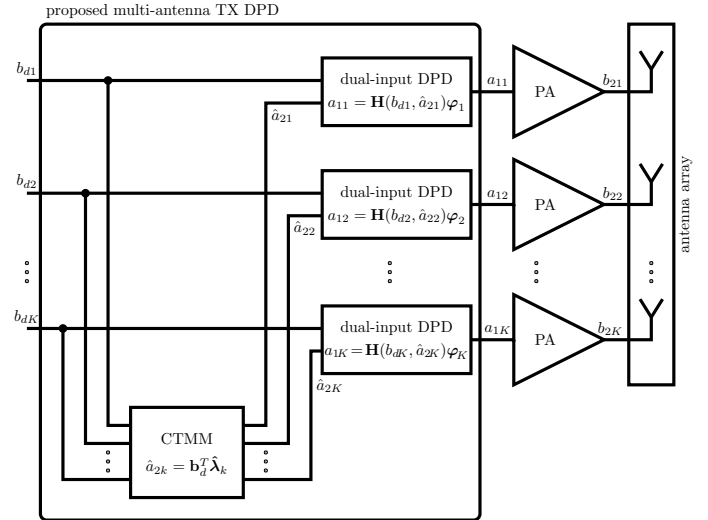 proposed multi-antenna TX DPD
b_{d1}
dual-input DPD
a_{11} = H(b_{d1}, â_{21})φ_1
â_{21}
a_{11}
PA
b_{21}
b_{d2}
dual-input DPD
a_{12} = H(b_{d2}, â_{22})φ_2
â_{22}
a_{12}
PA
b_{22}
antenna array
b_{dK}
dual-input DPD
a_{1K} = H(b_{dK}, â_{2K})φ_K
â_{2K}
a_{1K}
PA
b_{2K}
CTMM
â_{2k} = b_d^T λ̂_k